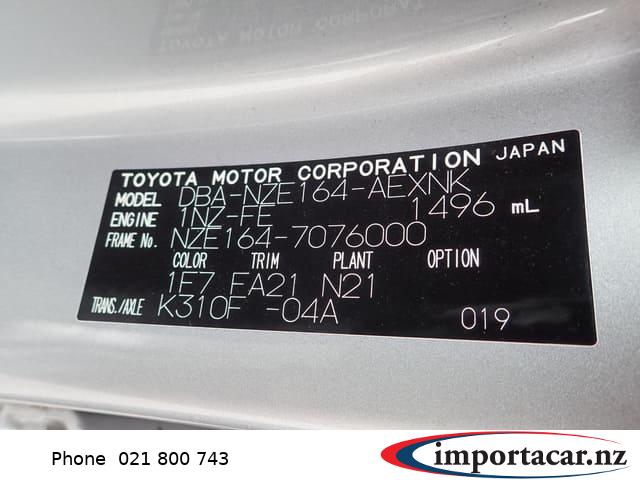 TOYOTA MOTOR CORPORATION JAPAN
MODEL DBA-NZE164-AEXNK
ENGINE 1NZ-FE 1496 mL
FRAME No. NZE164-7076000
COLOR TRIM PLANT OPTION
1F7 FA21 N21
TRANS./AXLE K310F -04A 019
Phone 021 800 743
importacar.nz